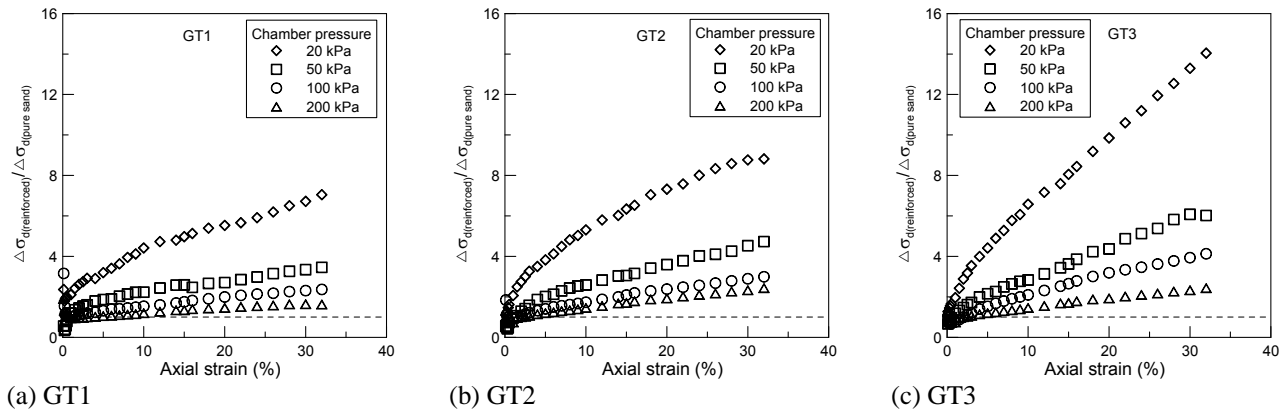 16
12
8
4
0
△σd(reinforced)/△σd(pure sand)
GT1
Chamber pressure
20 kPa
50 kPa
100 kPa
200 kPa
0 10 20 30 40
Axial strain (%)
(a) GT1
16
12
8
4
0
△σd(reinforced)/△σd(pure sand)
GT2
Chamber pressure
20 kPa
50 kPa
100 kPa
200 kPa
0 10 20 30 40
Axial strain (%)
(b) GT2
16
12
8
4
0
△σd(reinforced)/△σd(pure sand)
Chamber pressure
20 kPa
50 kPa
100 kPa
200 kPa
GT3
0 10 20 30 40
Axial strain (%)
(c) GT3